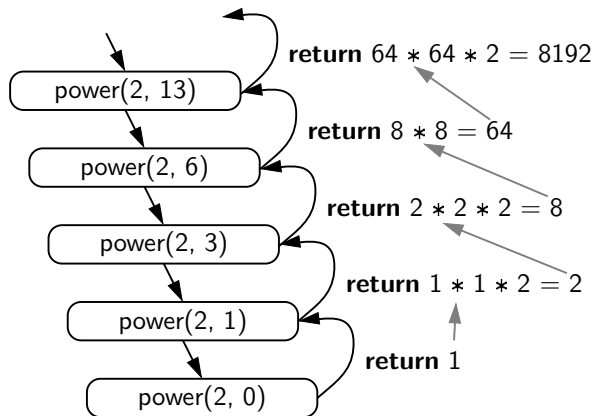 return 64 ∗ 64 ∗ 2 = 8192
power(2, 13)
return 8 ∗ 8 = 64
power(2, 6)
return 2 ∗ 2 ∗ 2 = 8
power(2, 3)
return 1 ∗ 1 ∗ 2 = 2
power(2, 1)
return 1
power(2, 0)